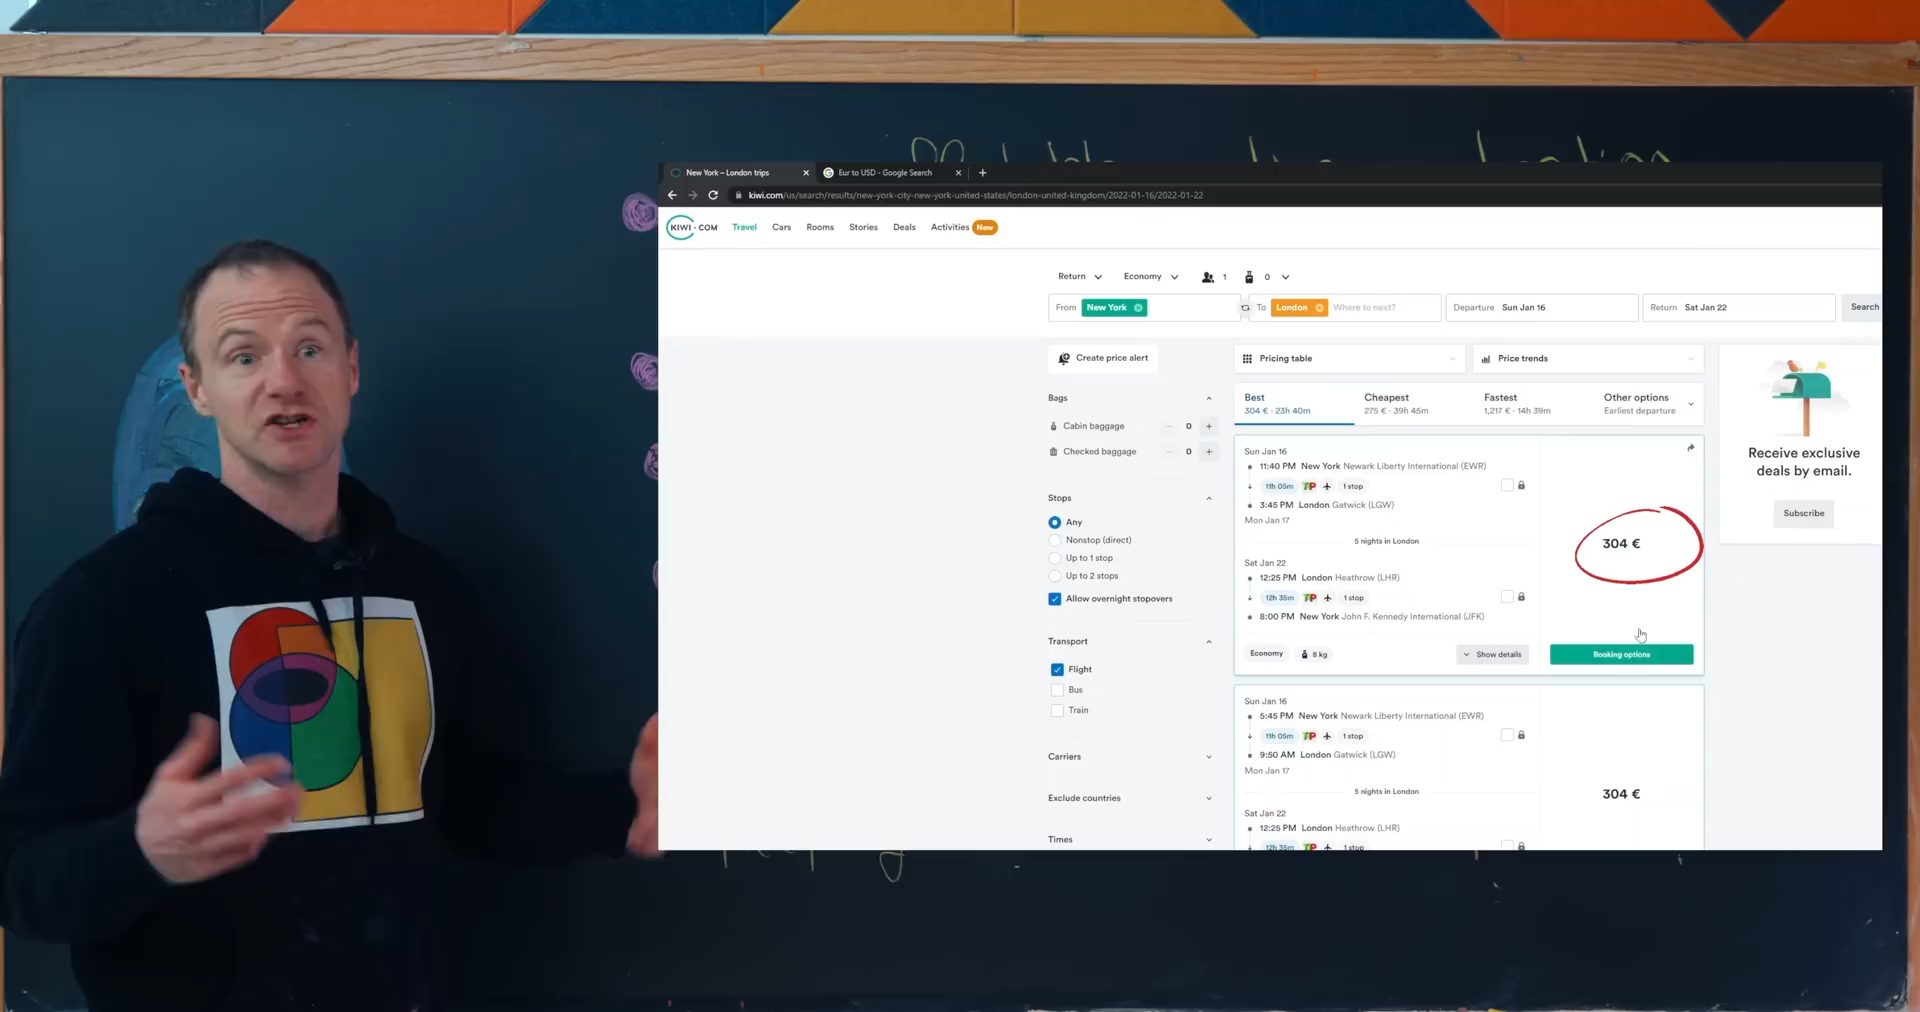 New York – London trips
Eur to USD - Google Search
kiwi.com/us/search/results/new-york-city-new-york-united-states/london-united-kingdom/2022-01-16/2022-01-22
KIWI·COM Travel Cars Rooms Stories Deals Activities New
Return Economy 1 0
From New York To London Where to next? Departure Sun Jan 16 Return Sat Jan 22 Search
Create price alert
Pricing table
Price trends
Bags
Cabin baggage 0 +
Checked baggage 0 +
Stops
Any
Nonstop (direct)
Up to 1 stop
Up to 2 stops
Allow overnight stopovers
Transport
Flight
Bus
Train
Carriers
Exclude countries
Times
Best
304 € · 23h 40m
Cheapest
275 € · 39h 45m
Fastest
1,217 € · 14h 39m
Other options
Earliest departure
Sun Jan 16
11:40 PM New York Newark Liberty International (EWR)
11h 05m TP 1 stop
3:45 PM London Gatwick (LGW)
Mon Jan 17
5 nights in London
Sat Jan 22
12:25 PM London Heathrow (LHR)
12h 35m TP 1 stop
8:00 PM New York John F. Kennedy International (JFK)
Economy 8 kg
Show details
304 €
Booking options
Sun Jan 16
5:45 PM New York Newark Liberty International (EWR)
11h 05m TP 1 stop
9:50 AM London Gatwick (LGW)
Mon Jan 17
5 nights in London
Sat Jan 22
12:25 PM London Heathrow (LHR)
12h 35m TP 1 stop
304 €
Receive exclusive
deals by email.
Subscribe